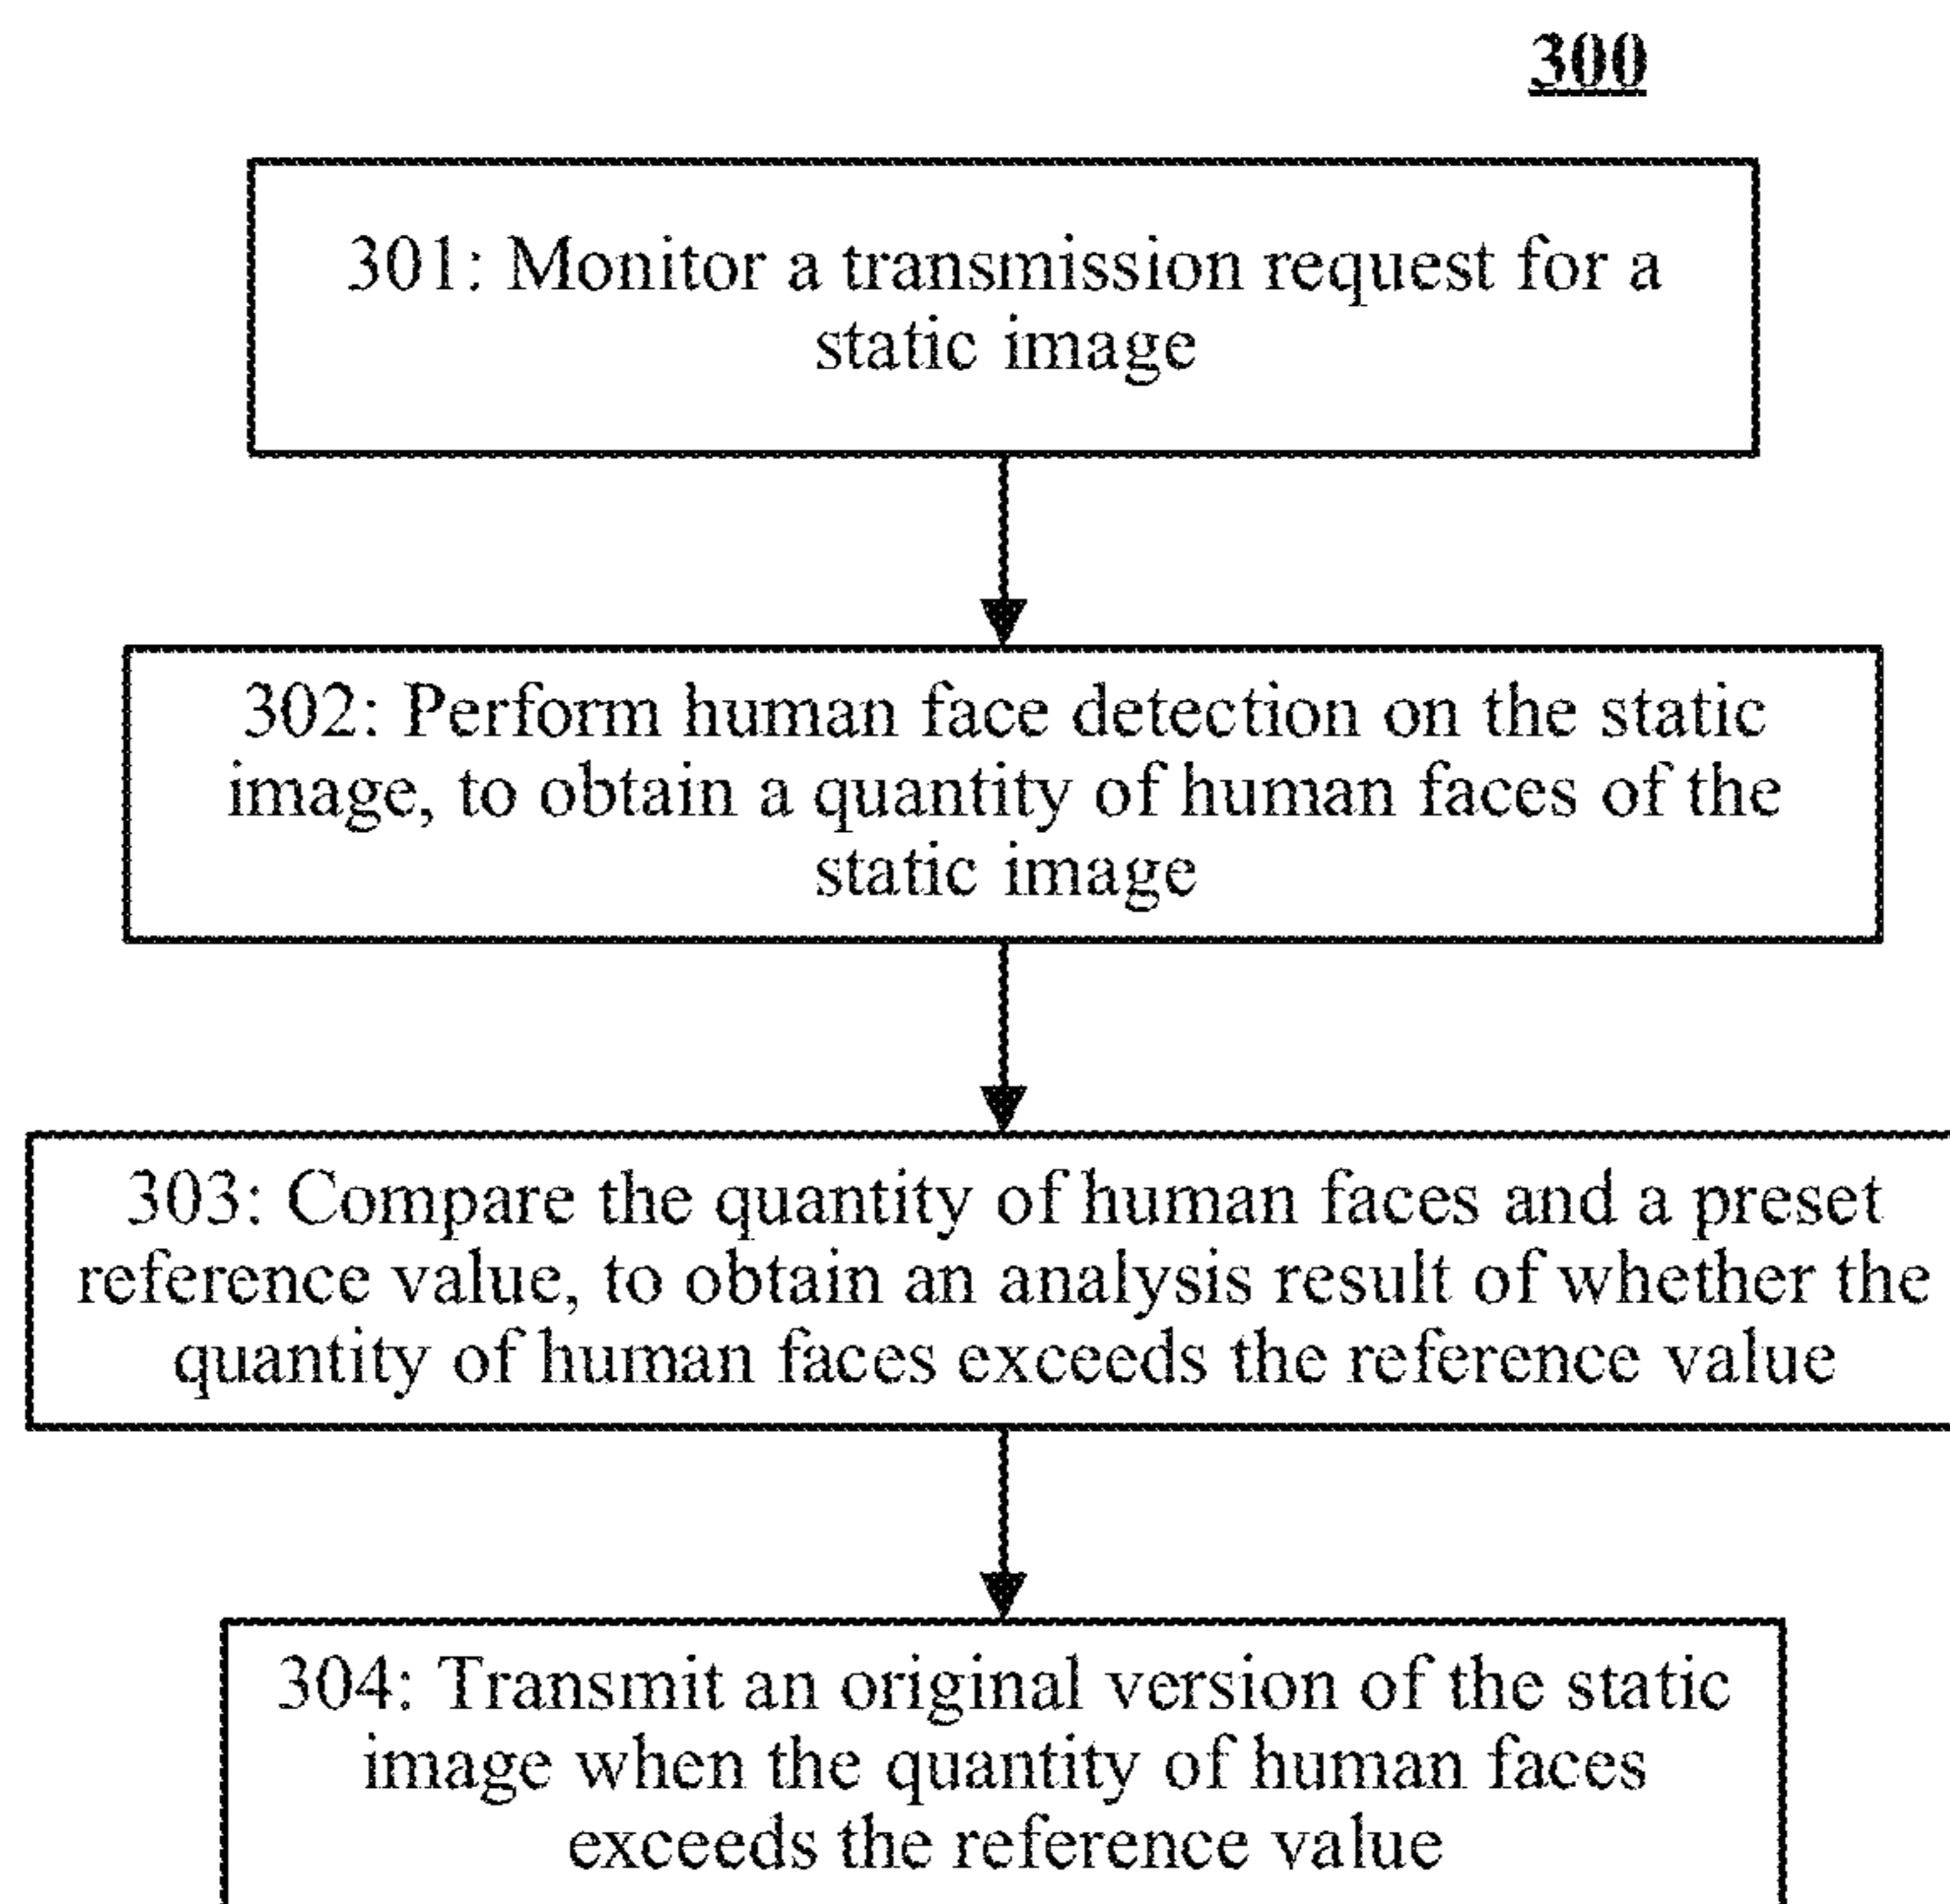 300
301: Monitor a transmission request for a
static image
302: Perform human face detection on the static
image, to obtain a quantity of human faces of the
static image
303: Compare the quantity of human faces and a preset
reference value, to obtain an analysis result of whether the
quantity of human faces exceeds the reference value
304: Transmit an original version of the static
image when the quantity of human faces
exceeds the reference value